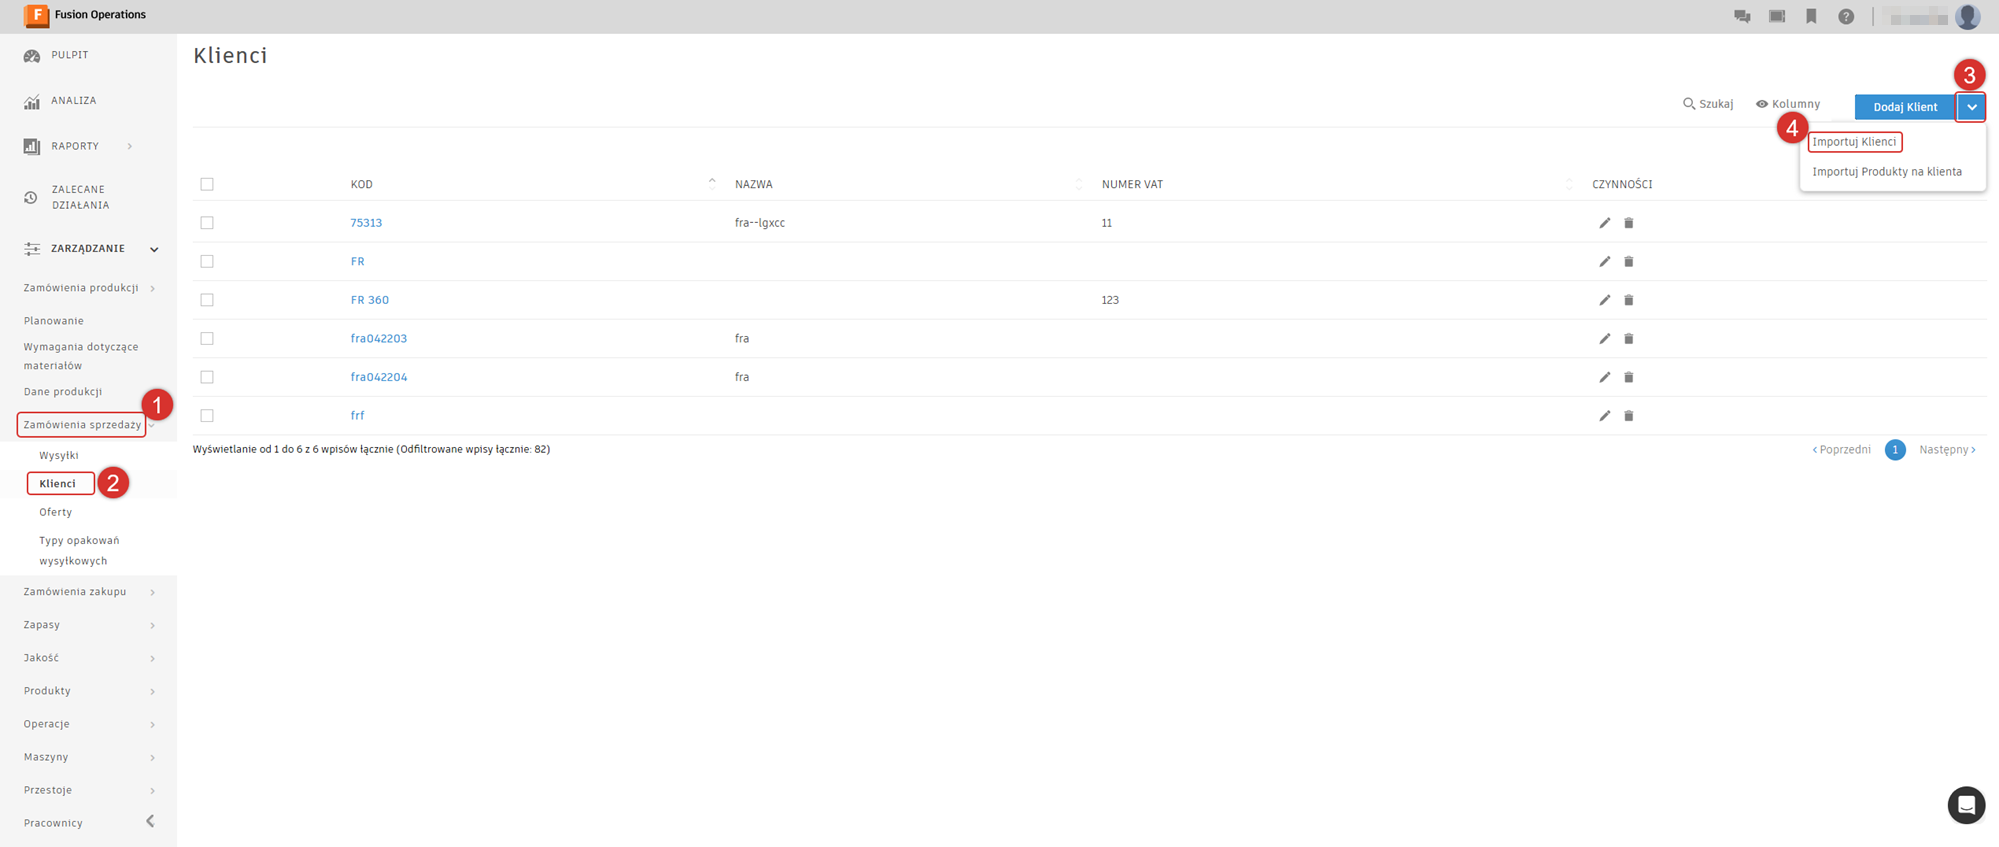 F Fusion Operations
PULPIT
ANALIZA
RAPORTY
ZALECANE
DZIAŁANIA
ZARZĄDZANIE
Zamówienia produkcji
Planowanie
Wymagania dotyczące
materiałów
Dane produkcji
1
Zamówienia sprzedaży
Wysyłki
Klienci 2
Oferty
Typy opakowań
wysyłkowych
Zamówienia zakupu
Zapasy
Jakość
Produkty
Operacje
Maszyny
Przestoje
Pracownicy
?
Klienci
3
Szukaj Kolumny Dodaj Klient
4
Importuj Klienci
Importuj Produkty na klienta
KOD NAZWA NUMER VAT CZYNNOŚCI
75313 fra--lgxcc 11
FR
FR 360 123
fra042203 fra
fra042204 fra
frf
Wyświetlanie od 1 do 6 z 6 wpisów łącznie (Odfiltrowane wpisy łącznie: 82)
Poprzedni 1 Następny